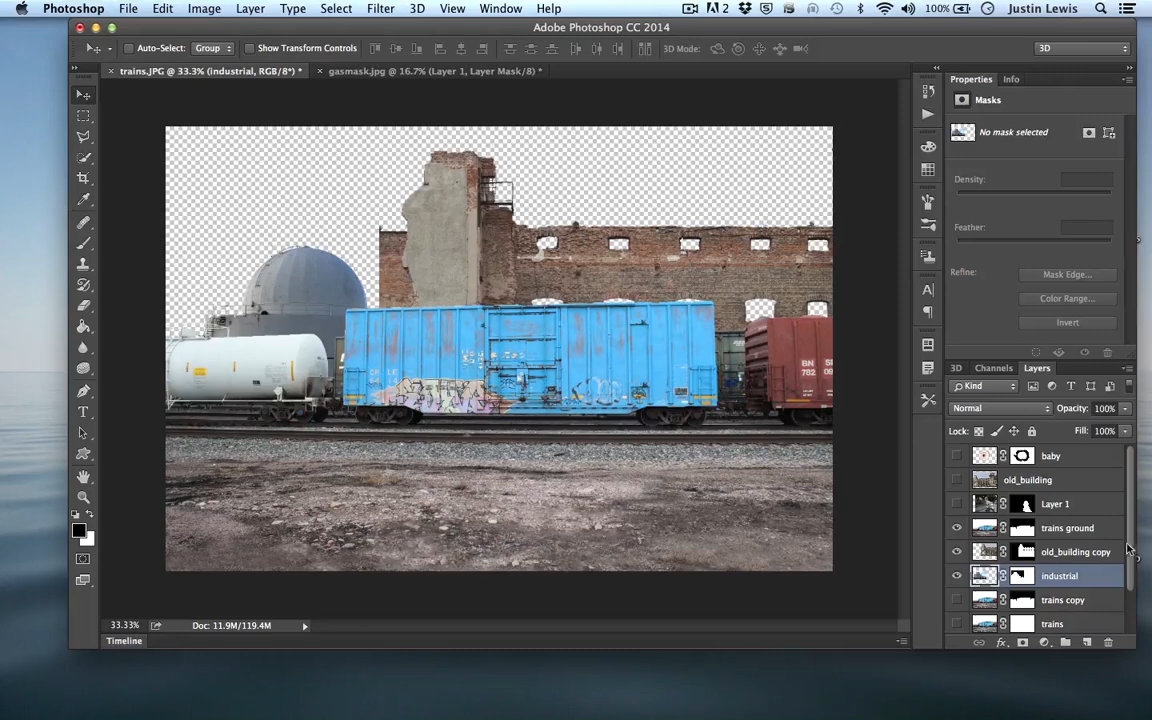 Photoshop File Edit Image Layer Type Select Filter 3D View Window Help 2 100% Justin Lewis
Adobe Photoshop CC 2014
Auto-Select: Group Show Transform Controls 3D Mode: 3D
trains.JPG @ 33.3% (industrial, RGB/8*) * gasmask.jpg @ 16.7% (Layer 1, Layer Mask/8) *
Properties Info
Masks
No mask selected
Density:
Feather:
Refine: Mask Edge...
Color Range...
Invert
3D Channels Layers
Kind
Normal Opacity: 100%
Lock: Fill: 100%
baby
old_building
Layer 1
trains ground
old_building copy
industrial
trains copy
trains
BN
782
33.33% Doc: 11.9M/119.4M
Timeline